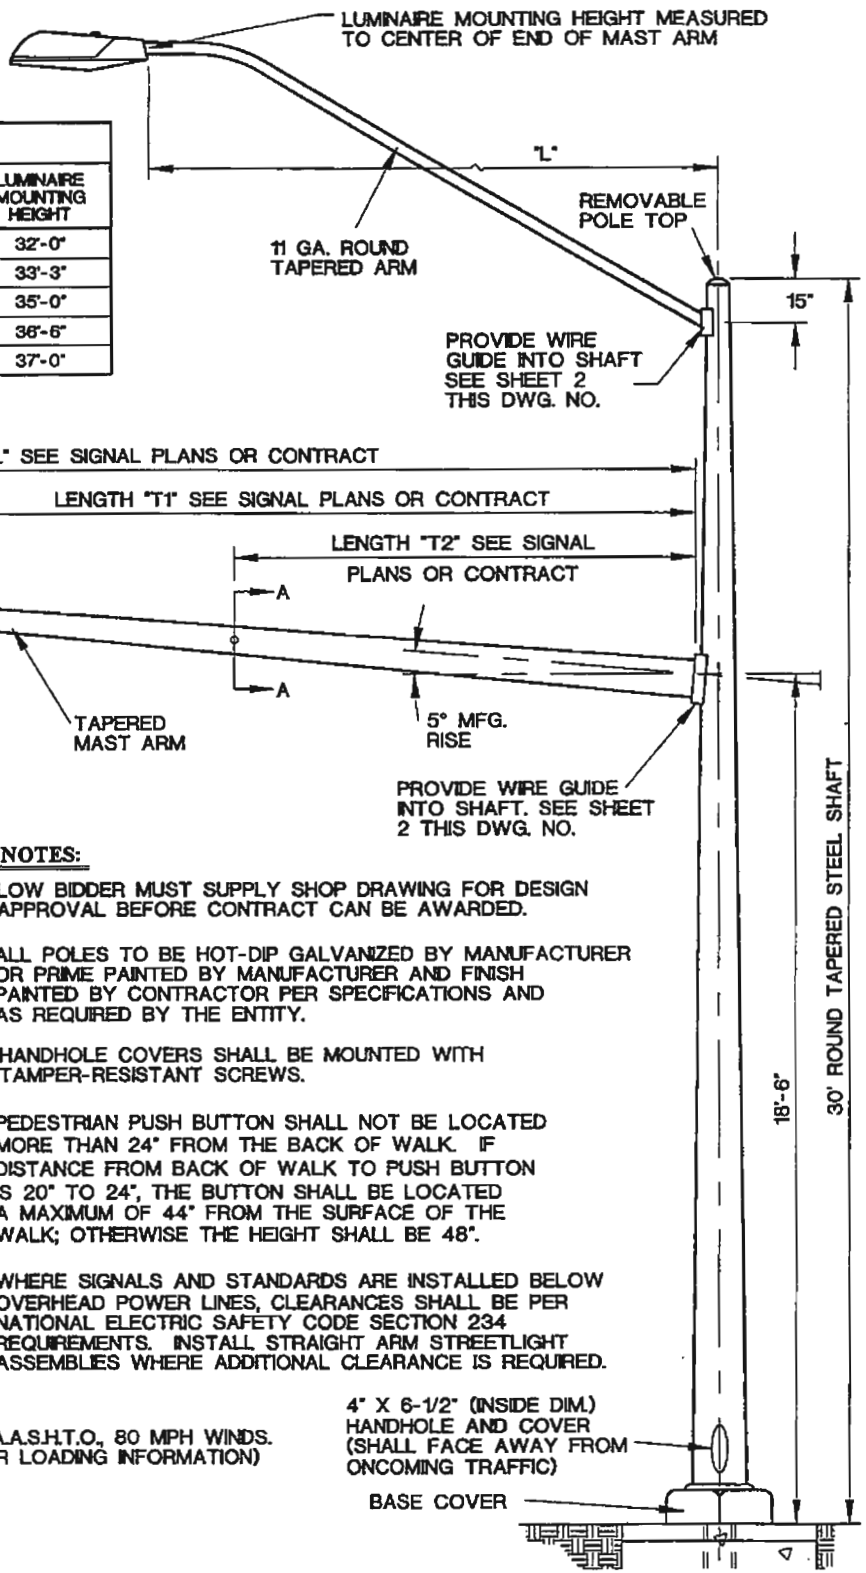 LUMINAIRE MOUNTING HEIGHT MEASURED
TO CENTER OF END OF MAST ARM
"L"
LUMINAIRE
MOUNTING
HEIGHT
32'-0"
33'-3"
35'-0"
36'-6"
37'-0"
REMOVABLE
POLE TOP
11 GA. ROUND
TAPERED ARM
15"
PROVIDE WIRE
GUIDE INTO SHAFT
SEE SHEET 2
THIS DWG. NO.
" SEE SIGNAL PLANS OR CONTRACT
LENGTH "T1" SEE SIGNAL PLANS OR CONTRACT
LENGTH "T2" SEE SIGNAL
PLANS OR CONTRACT
A
A
TAPERED
MAST ARM
5° MFG.
RISE
PROVIDE WIRE GUIDE
INTO SHAFT. SEE SHEET
2 THIS DWG. NO.
30' ROUND TAPERED STEEL SHAFT
18'-6"
NOTES:
LOW BIDDER MUST SUPPLY SHOP DRAWING FOR DESIGN
APPROVAL BEFORE CONTRACT CAN BE AWARDED.
ALL POLES TO BE HOT-DIP GALVANIZED BY MANUFACTURER
OR PRIME PAINTED BY MANUFACTURER AND FINISH
PAINTED BY CONTRACTOR PER SPECIFICATIONS AND
AS REQUIRED BY THE ENTITY.
HANDHOLE COVERS SHALL BE MOUNTED WITH
TAMPER-RESISTANT SCREWS.
PEDESTRIAN PUSH BUTTON SHALL NOT BE LOCATED
MORE THAN 24" FROM THE BACK OF WALK. IF
DISTANCE FROM BACK OF WALK TO PUSH BUTTON
IS 20" TO 24", THE BUTTON SHALL BE LOCATED
A MAXIMUM OF 44" FROM THE SURFACE OF THE
WALK; OTHERWISE THE HEIGHT SHALL BE 48".
WHERE SIGNALS AND STANDARDS ARE INSTALLED BELOW
OVERHEAD POWER LINES, CLEARANCES SHALL BE PER
NATIONAL ELECTRIC SAFETY CODE SECTION 234
REQUIREMENTS. INSTALL STRAIGHT ARM STREETLIGHT
ASSEMBLIES WHERE ADDITIONAL CLEARANCE IS REQUIRED.
A.A.S.H.T.O., 80 MPH WINDS.
R LOADING INFORMATION)
4" X 6-1/2" (INSIDE DIM.)
HANDHOLE AND COVER
(SHALL FACE AWAY FROM
ONCOMING TRAFFIC)
BASE COVER